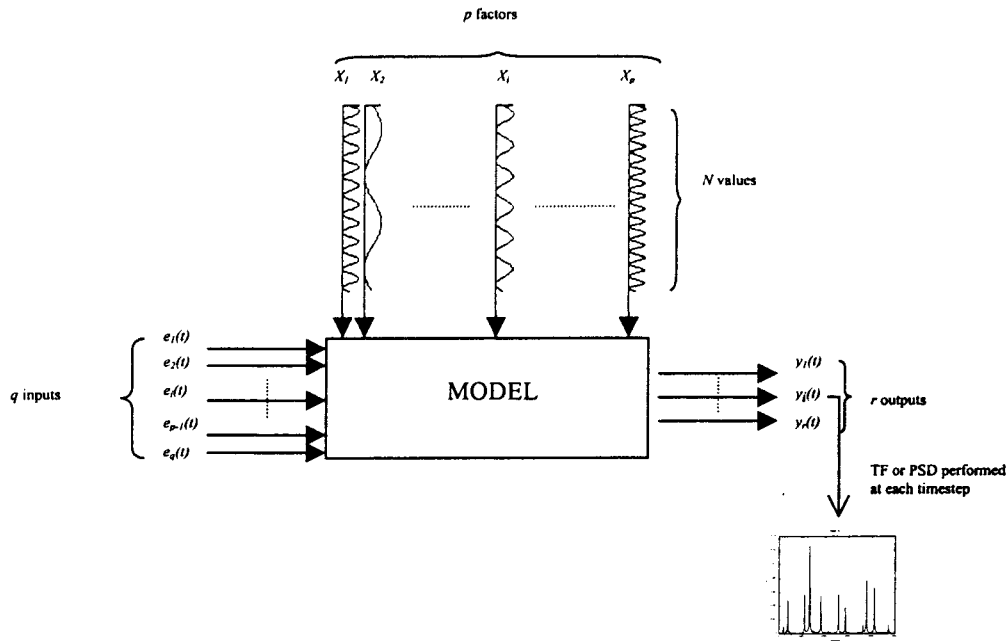 p factors
X1 X2 Xi Xp
N values
e1(t)
e2(t)
q inputs
ei(t)
ep-1(t)
eq(t)
MODEL
y1(t)
yi(t)
r outputs
yr(t)
TF or PSD performed
at each timestep